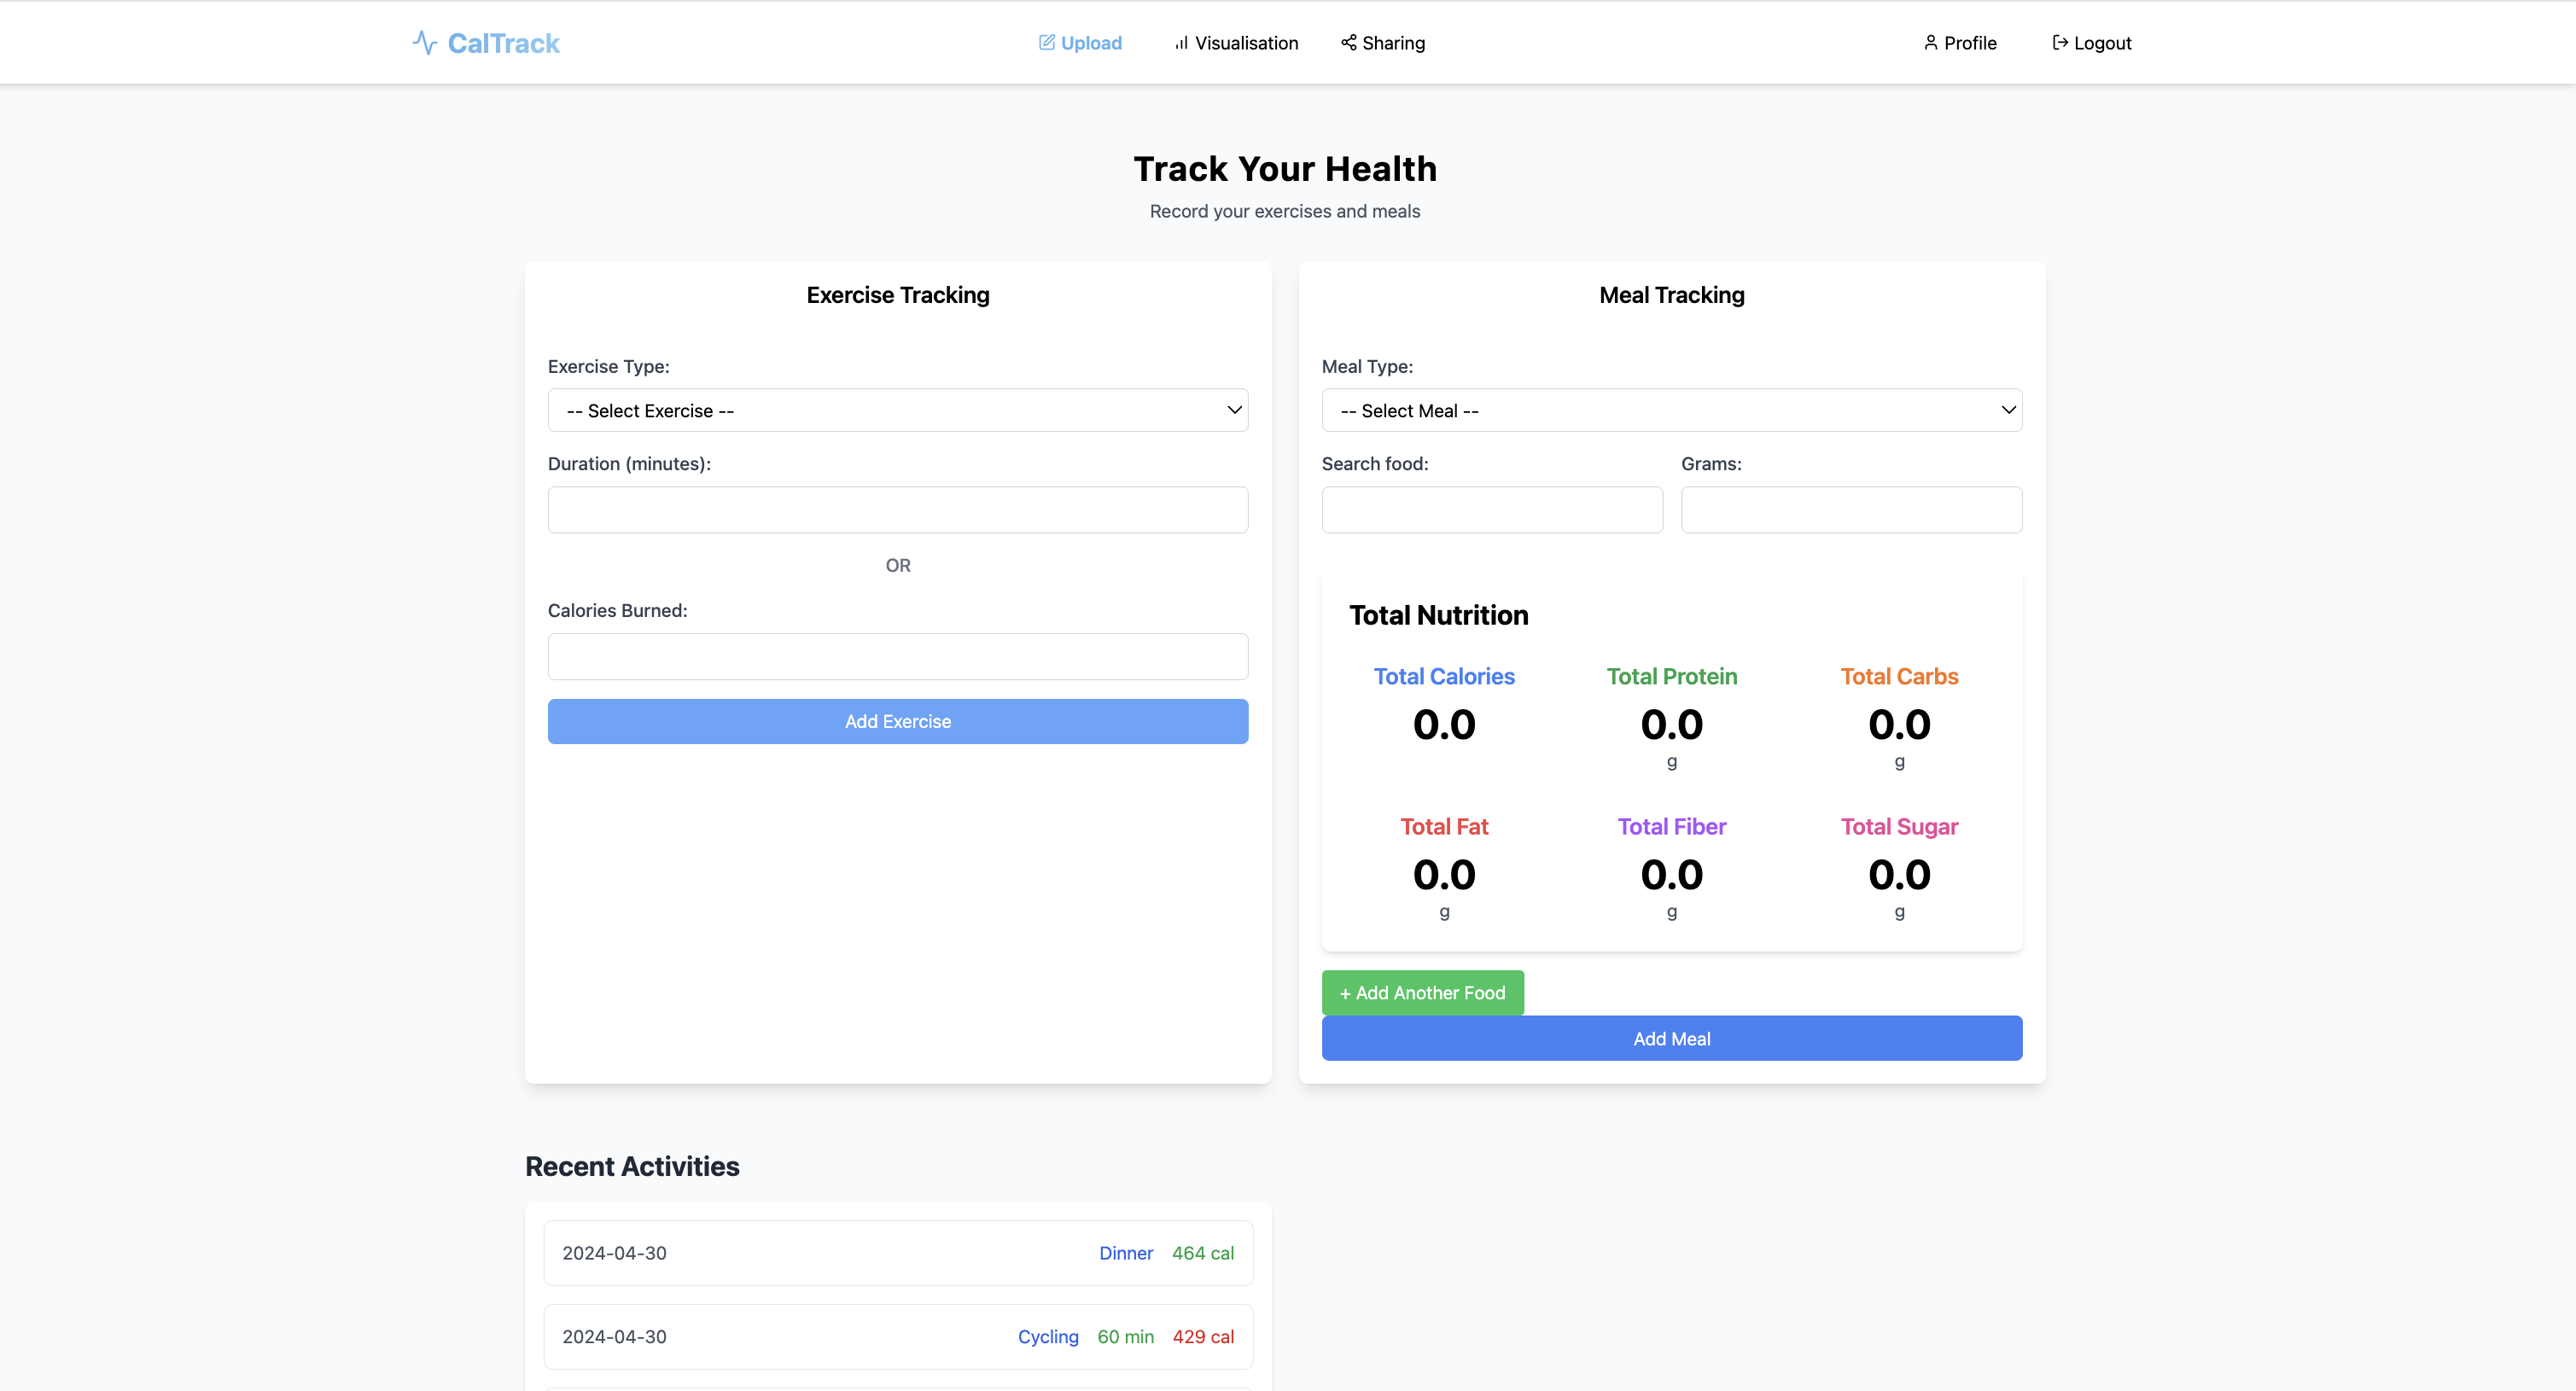 CalTrack
Upload
Visualisation
Sharing
Profile
Logout
Track Your Health
Record your exercises and meals
Exercise Tracking
Exercise Type:
-- Select Exercise --
Duration (minutes):
OR
Calories Burned:
Add Exercise
Meal Tracking
Meal Type:
-- Select Meal --
Search food: Grams:
Total Nutrition
Total Calories Total Protein Total Carbs
0.0 0.0 0.0
g g
Total Fat Total Fiber Total Sugar
0.0 0.0 0.0
g g g
+ Add Another Food
Add Meal
Recent Activities
2024-04-30 Dinner 464 cal
2024-04-30 Cycling 60 min 429 cal